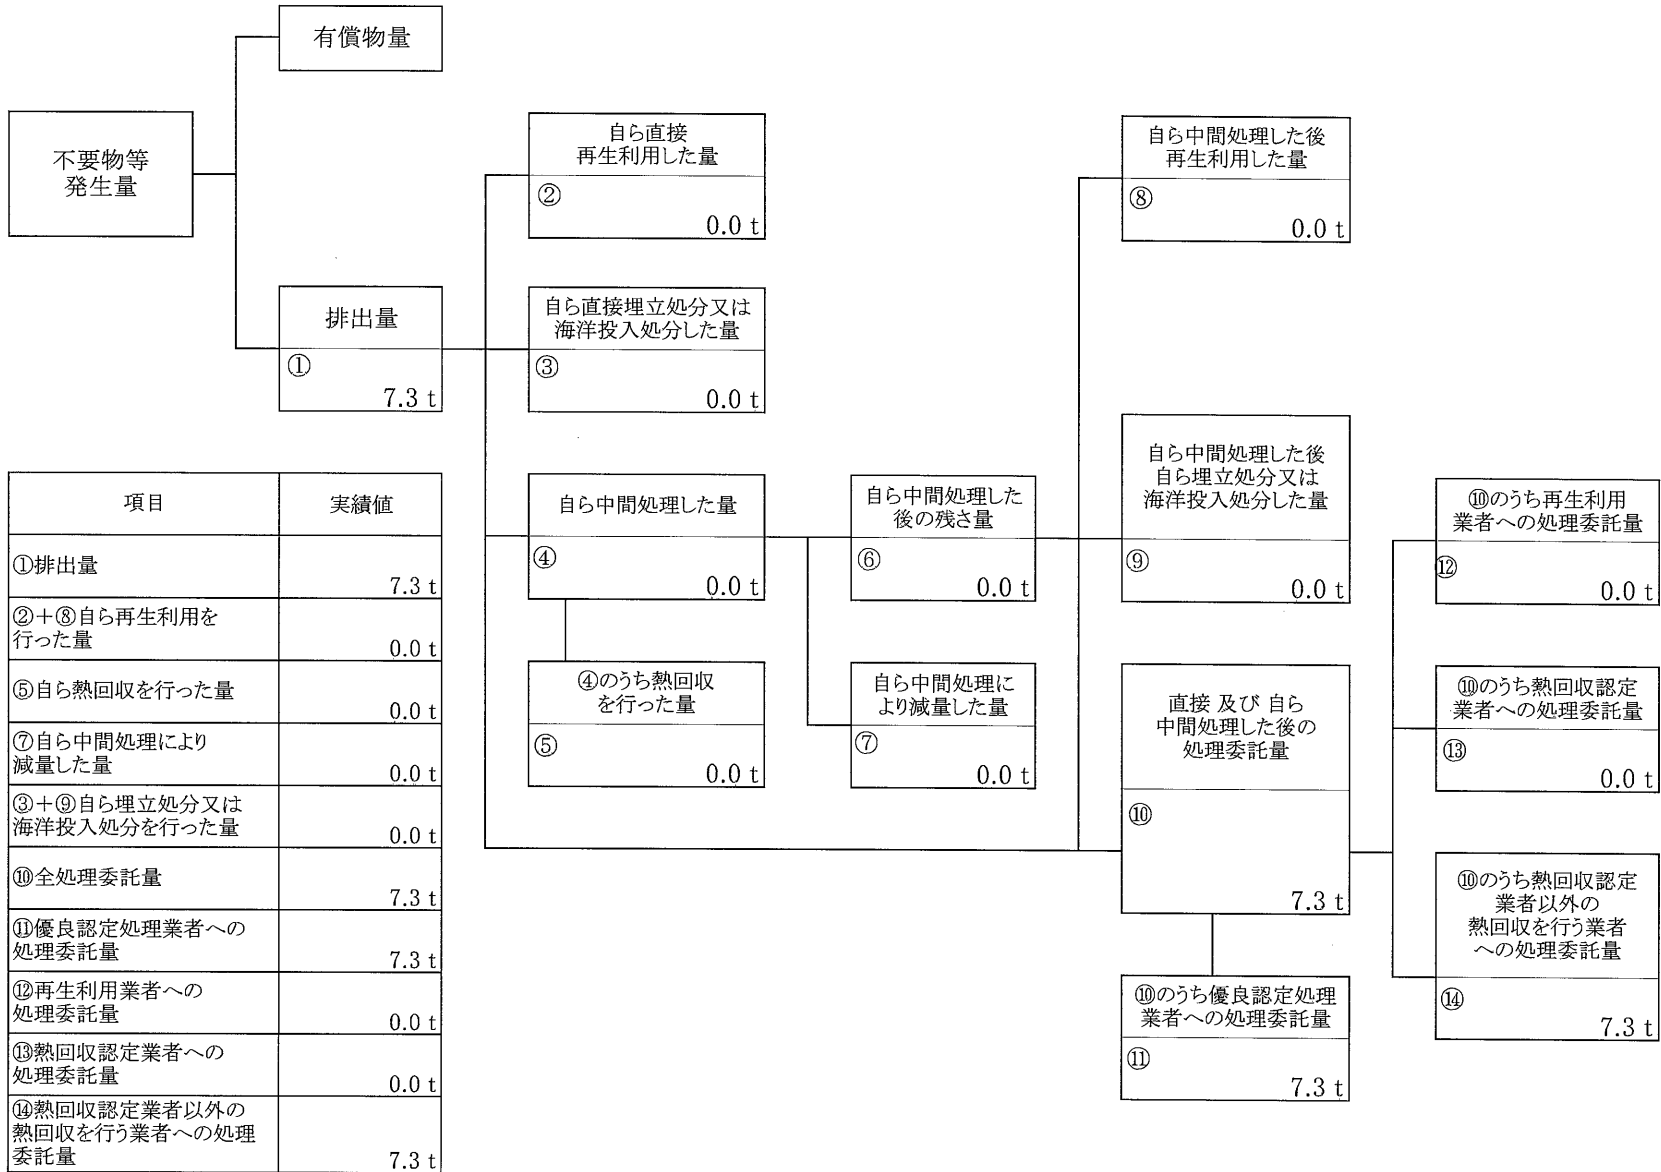 有償物量
不要物等
発生量
排出量
①
7.3 t
自ら直接
再生利用した量
②
0.0 t
自ら直接埋立処分又は
海洋投入処分した量
③
0.0 t
自ら中間処理した量
④
0.0 t
④のうち熱回収
を行った量
⑤
0.0 t
自ら中間処理した
後の残さ量
⑥
0.0 t
自ら中間処理に
より減量した量
⑦
0.0 t
自ら中間処理した後
再生利用した量
⑧
0.0 t
自ら中間処理した後
自ら埋立処分又は
海洋投入処分した量
⑨
0.0 t
直接 及び 自ら
中間処理した後の
処理委託量
⑩
7.3 t
⑩のうち優良認定処理
業者への処理委託量
⑪
7.3 t
⑩のうち再生利用
業者への処理委託量
⑫
0.0 t
⑩のうち熱回収認定
業者への処理委託量
⑬
0.0 t
⑩のうち熱回収認定
業者以外の
熱回収を行う業者
への処理委託量
⑭
7.3 t
項目 実績値
①排出量
7.3 t
②+⑧自ら再生利用を
行った量
0.0 t
⑤自ら熱回収を行った量
0.0 t
⑦自ら中間処理により
減量した量
0.0 t
③+⑨自ら埋立処分又は
海洋投入処分を行った量
0.0 t
⑩全処理委託量
7.3 t
⑪優良認定処理業者への
処理委託量
7.3 t
⑫再生利用業者への
処理委託量
0.0 t
⑬熱回収認定業者への
処理委託量
0.0 t
⑭熱回収認定業者以外の
熱回収を行う業者への処理
委託量
7.3 t